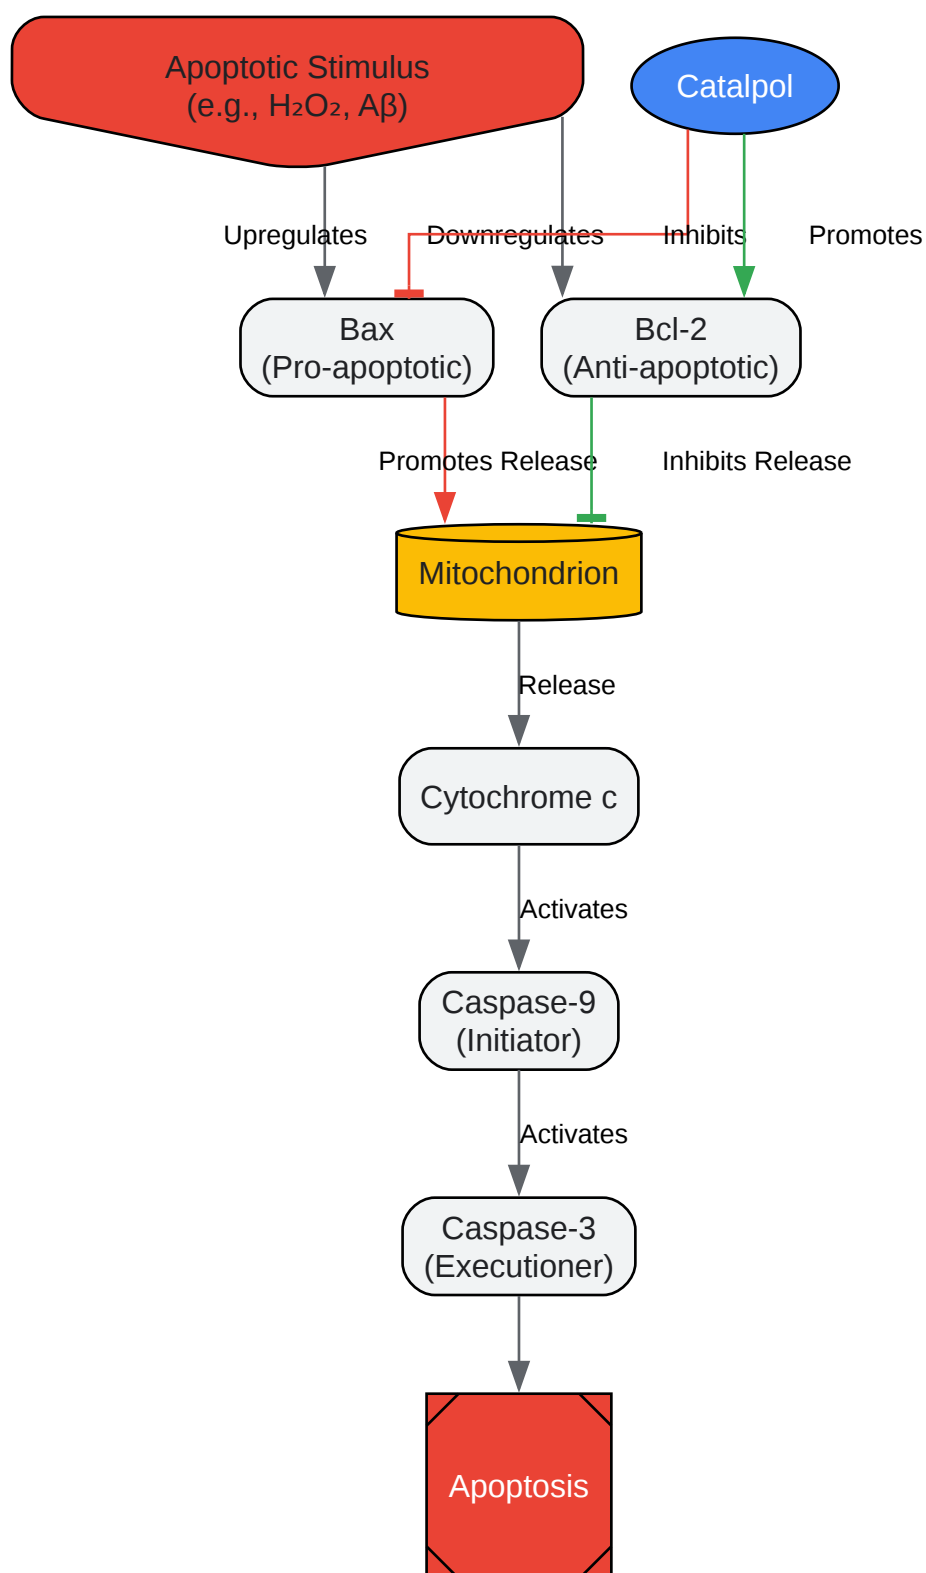 Apoptotic Stimulus
(e.g., H₂O₂, Aβ)
Catalpol
Upregulates
Downregulates
Inhibits
Promotes
Bax
(Pro-apoptotic)
Bcl-2
(Anti-apoptotic)
Promotes Release
Inhibits Release
Mitochondrion
Release
Cytochrome c
Activates
Caspase-9
(Initiator)
Activates
Caspase-3
(Executioner)
Apoptosis